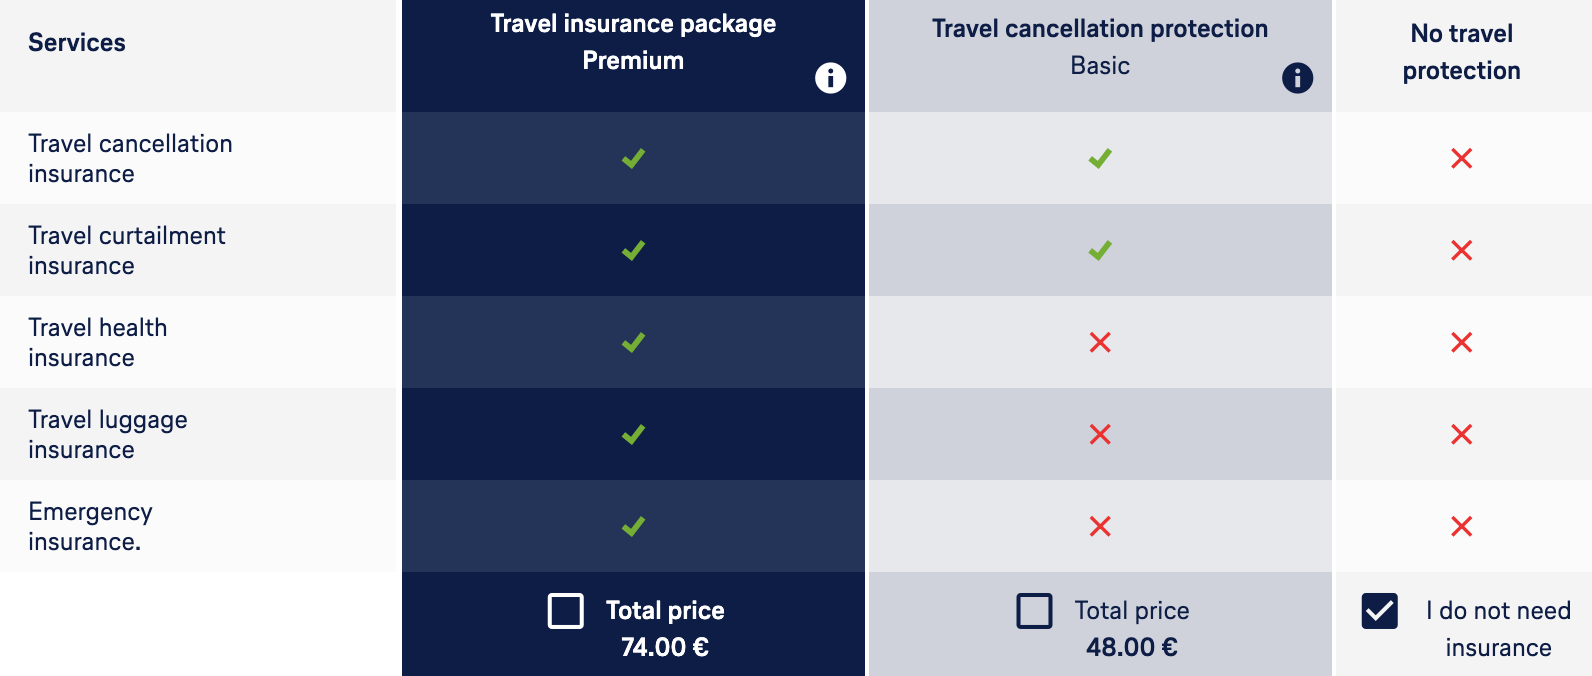 Services
Travel insurance package
Premium
Travel cancellation protection
Basic
No travel
protection
Travel cancellation
insurance
Travel curtailment
insurance
Travel health
insurance
Travel luggage
insurance
Emergency
insurance.
Total price
74.00 €
Total price
48.00 €
I do not need
insurance